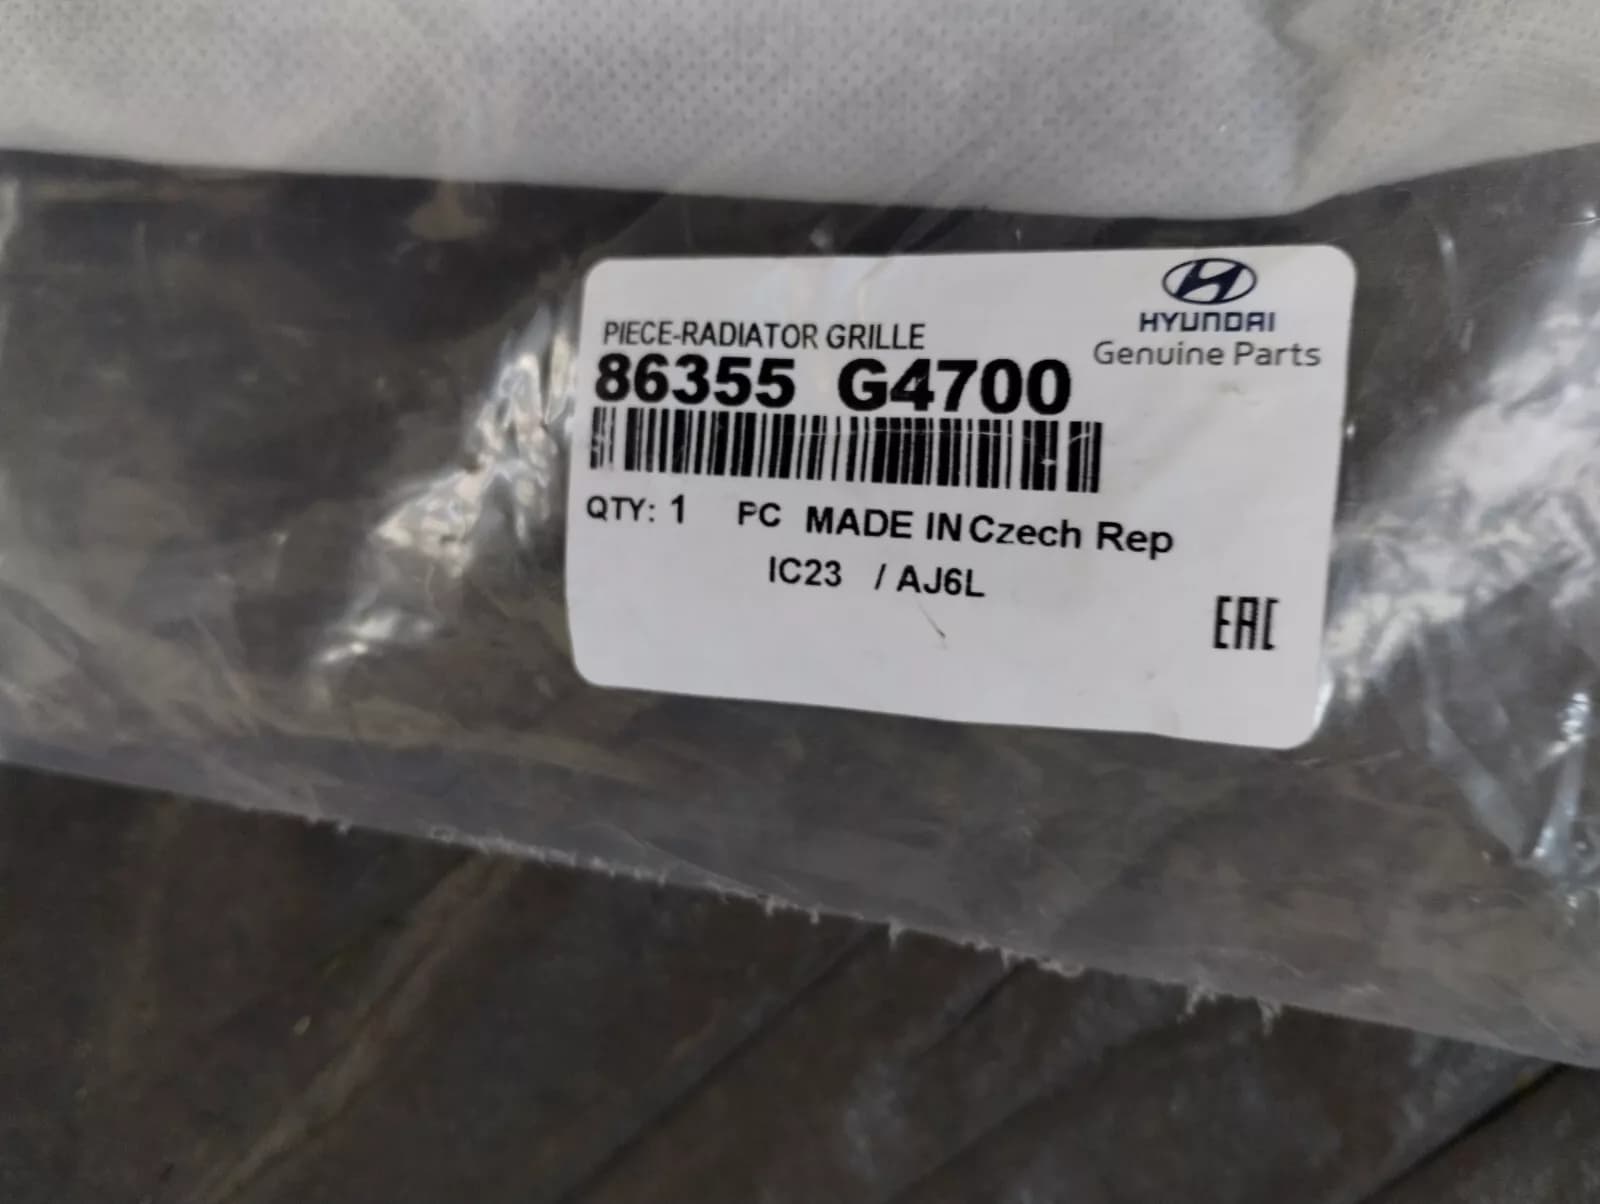 HYUNDAI
Genuine Parts
PIECE-RADIATOR GRILLE
86355 G4700
QTY: 1 PC MADE IN Czech Rep
IC23 / AJ6L
EAC